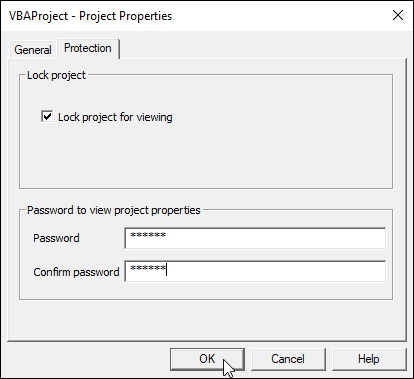 VBAProject - Project Properties
General
Protection
Lock project
Lock project for viewing
Password to view project properties
Password
******
Confirm password
******
OK
Cancel
Help